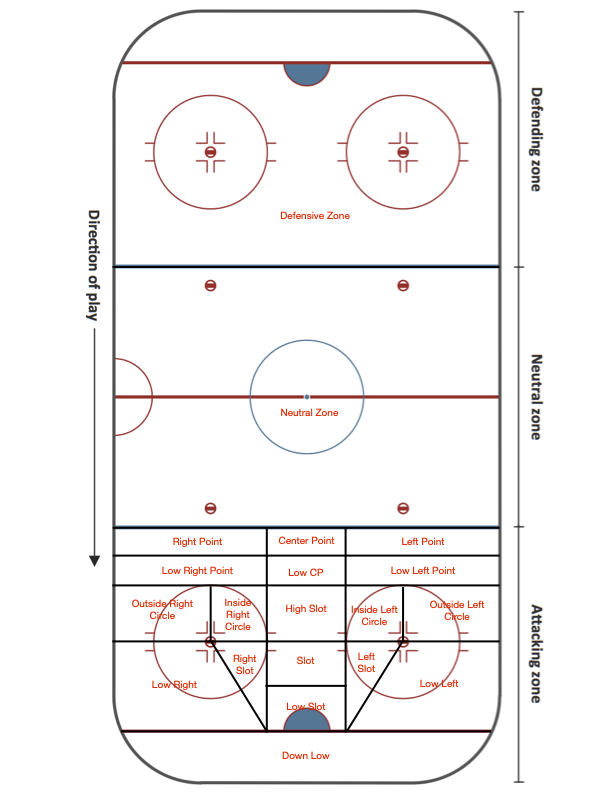 Defending zone
Defensive Zone
Direction of play
Neutral zone
Neutral Zone
Right Point
Center Point
Left Point
Low Right Point
Low CP
Low Left Point
Outside Right
Circle
Inside
Right
Circle
High Slot
Inside Left
Circle
Outside Left
Circle
Attacking zone
Right
Slot
Slot
Left
Slot
Low Right
Low Left
Low Slot
Down Low